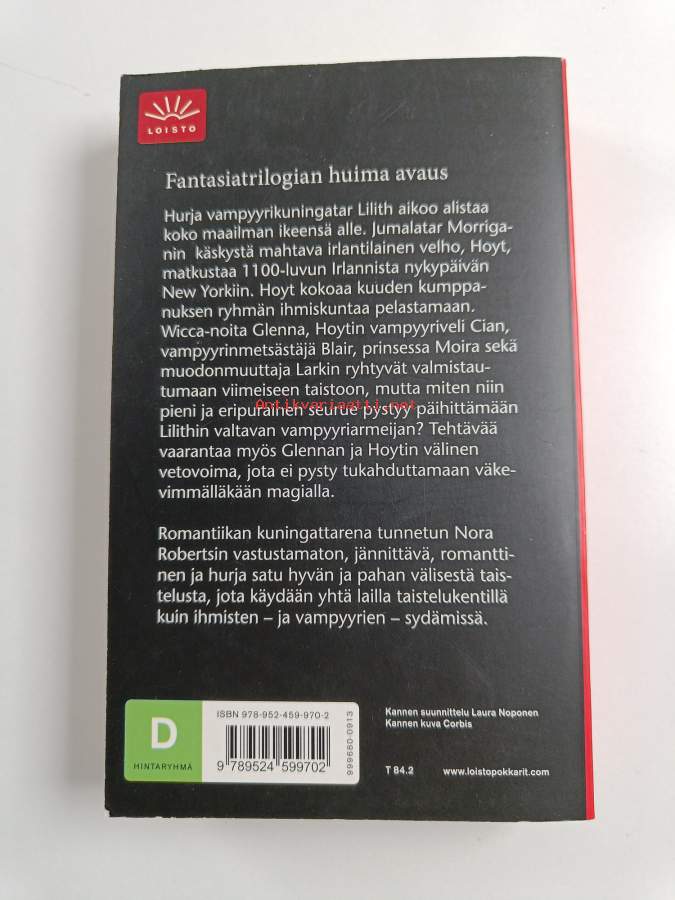 LOISTO
Fantasiatrilogian huima avaus
Hurja vampyyrikuningatar Lilith aikoo alistaa
koko maailman ikeensä alle. Jumalatar Morriga-
nin käskystä mahtava irlantilainen velho, Hoyt,
matkustaa 1100-luvun Irlannista nykypäivän
New Yorkiin. Hoyt kokoaa kuuden kumppa-
nuksen ryhmän ihmiskuntaa pelastamaan.
Wicca-noita Glenna, Hoytin vampyyriveli Cian,
vampyyrinmetsästäjä Blair, prinsessa Moira sekä
muodonmuuttaja Larkin ryhtyvät valmistau-
tumaan viimeiseen taistoon, mutta miten niin
Antikvariaatti.net
pieni ja eripurainen seurue pystyy päihittämään
Lilithin valtavan vampyyriarmeijan? Tehtävää
vaarantaa myös Glennan ja Hoytin välinen
vetovoima, jota ei pysty tukahduttamaan väke-
vimmälläkään magialla.
Romantiikan kuningattarena tunnetun Nora
Robertsin vastustamaton, jännittävä, romantti-
nen ja hurja satu hyvän ja pahan välisestä tais-
telusta, jota käydään yhtä lailla taistelukentillä
kuin ihmisten – ja vampyyrien – sydämissä.
D
HINTARYHMÄ
ISBN 978-952-459-970-2
9 789524 599702
999660-0913
Kannen suunnittelu Laura Noponen
Kannen kuva Corbis
T 84.2
www.loistopokkarit.com